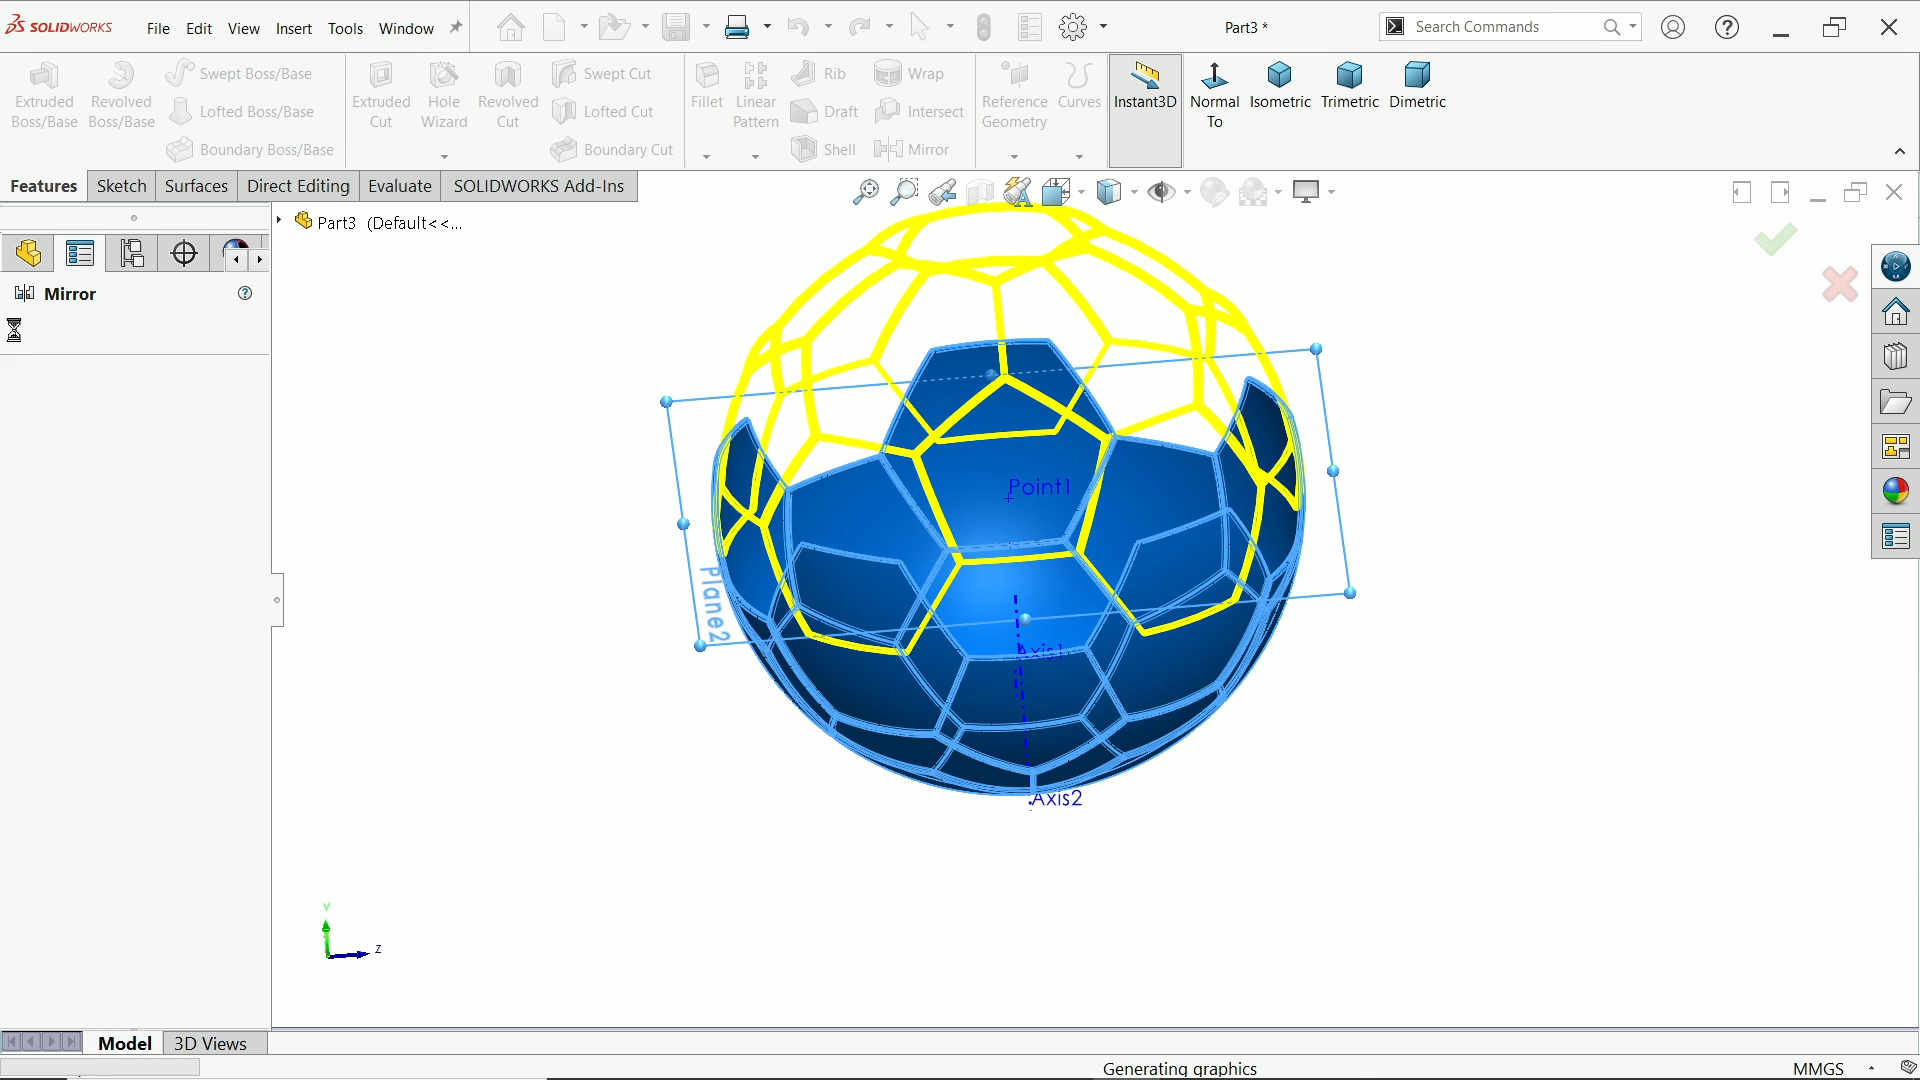 SOLIDWORKS File Edit View Insert Tools Window Part3 * Search Commands
Extruded Boss/Base
Revolved Boss/Base
Swept Boss/Base
Lofted Boss/Base
Boundary Boss/Base
Extruded Cut
Hole Wizard
Revolved Cut
Swept Cut
Lofted Cut
Boundary Cut
Fillet
Linear Pattern
Rib
Draft
Shell
Wrap
Intersect
Mirror
Reference Geometry
Curves
Instant3D
Normal To
Isometric
Trimetric
Dimetric
Features Sketch Surfaces Direct Editing Evaluate SOLIDWORKS Add-Ins
Part3 (Default<<...
Mirror
Point1
Plane2
Axis1
Axis2
Y
Z
Model 3D Views
Generating graphics
MMGS